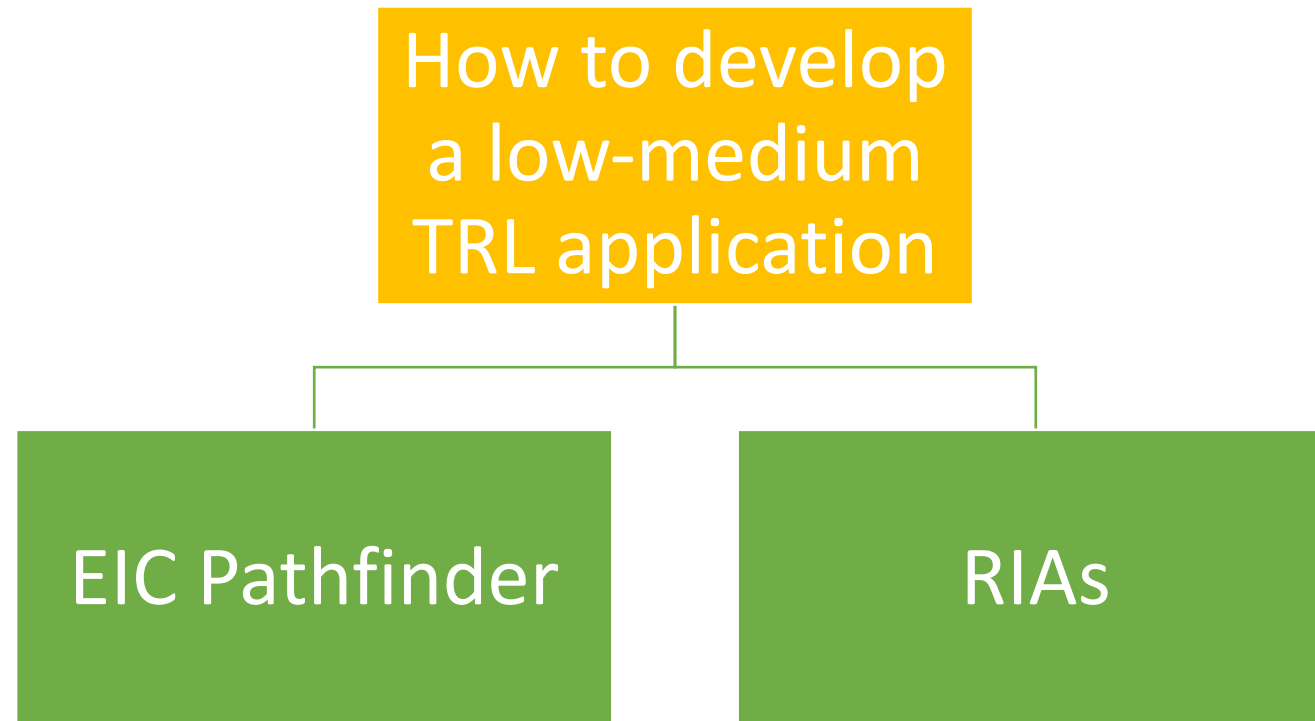 How to develop
a low-medium
TRL application
EIC Pathfinder
RIAs